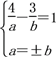 4/a − 3/b = 1
a = ±b